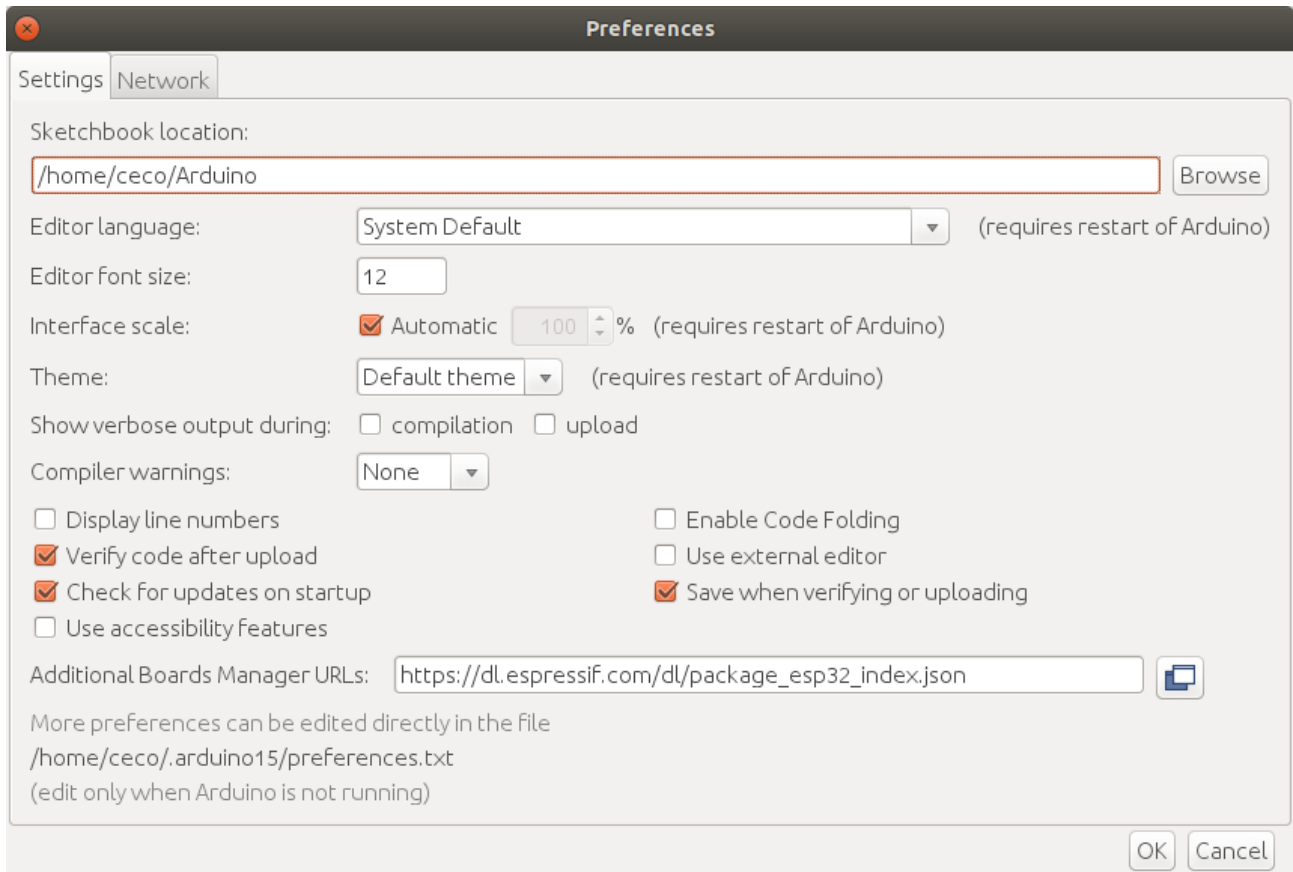 Preferences
Settings Network
Sketchbook location:
/home/ceco/Arduino Browse
Editor language: System Default (requires restart of Arduino)
Editor font size: 12
Interface scale: Automatic 100 % (requires restart of Arduino)
Theme: Default theme (requires restart of Arduino)
Show verbose output during: compilation upload
Compiler warnings: None
Display line numbers Enable Code Folding
Verify code after upload Use external editor
Check for updates on startup Save when verifying or uploading
Use accessibility features
Additional Boards Manager URLs: https://dl.espressif.com/dl/package_esp32_index.json
More preferences can be edited directly in the file
/home/ceco/.arduino15/preferences.txt
(edit only when Arduino is not running)
OK Cancel